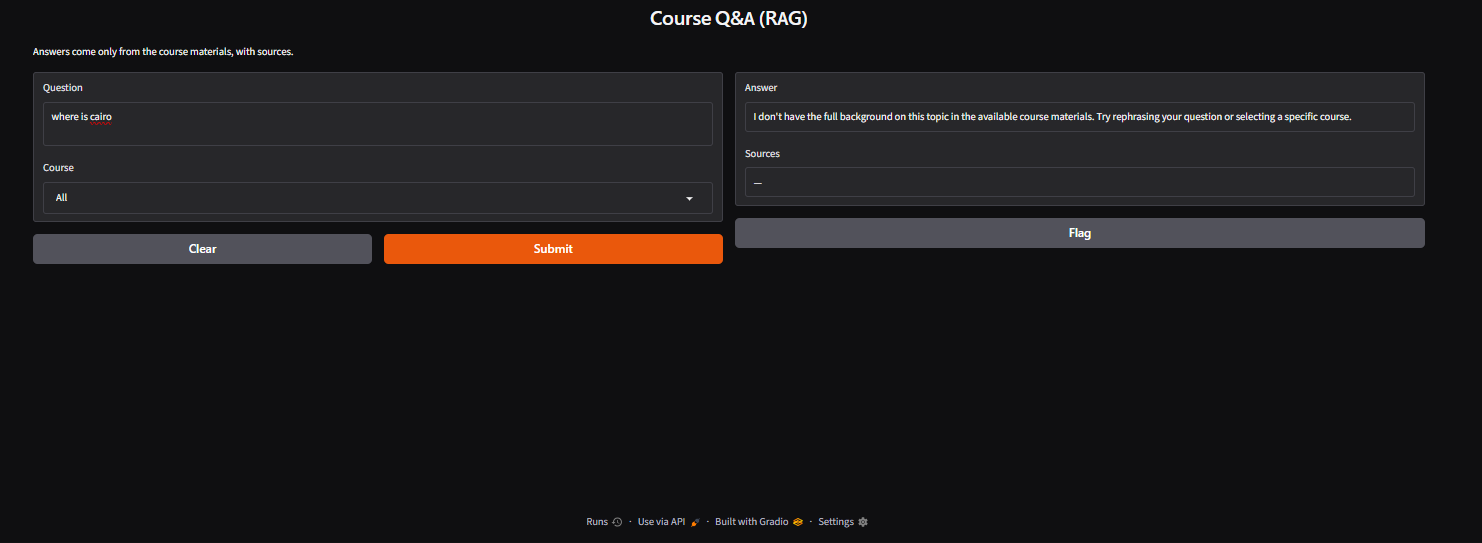 Course Q&A (RAG)
Answers come only from the course materials, with sources.
Question
where is cairo
Course
All
Clear
Submit
Answer
I don't have the full background on this topic in the available course materials. Try rephrasing your question or selecting a specific course.
Sources
—
Flag
Runs · Use via API · Built with Gradio · Settings